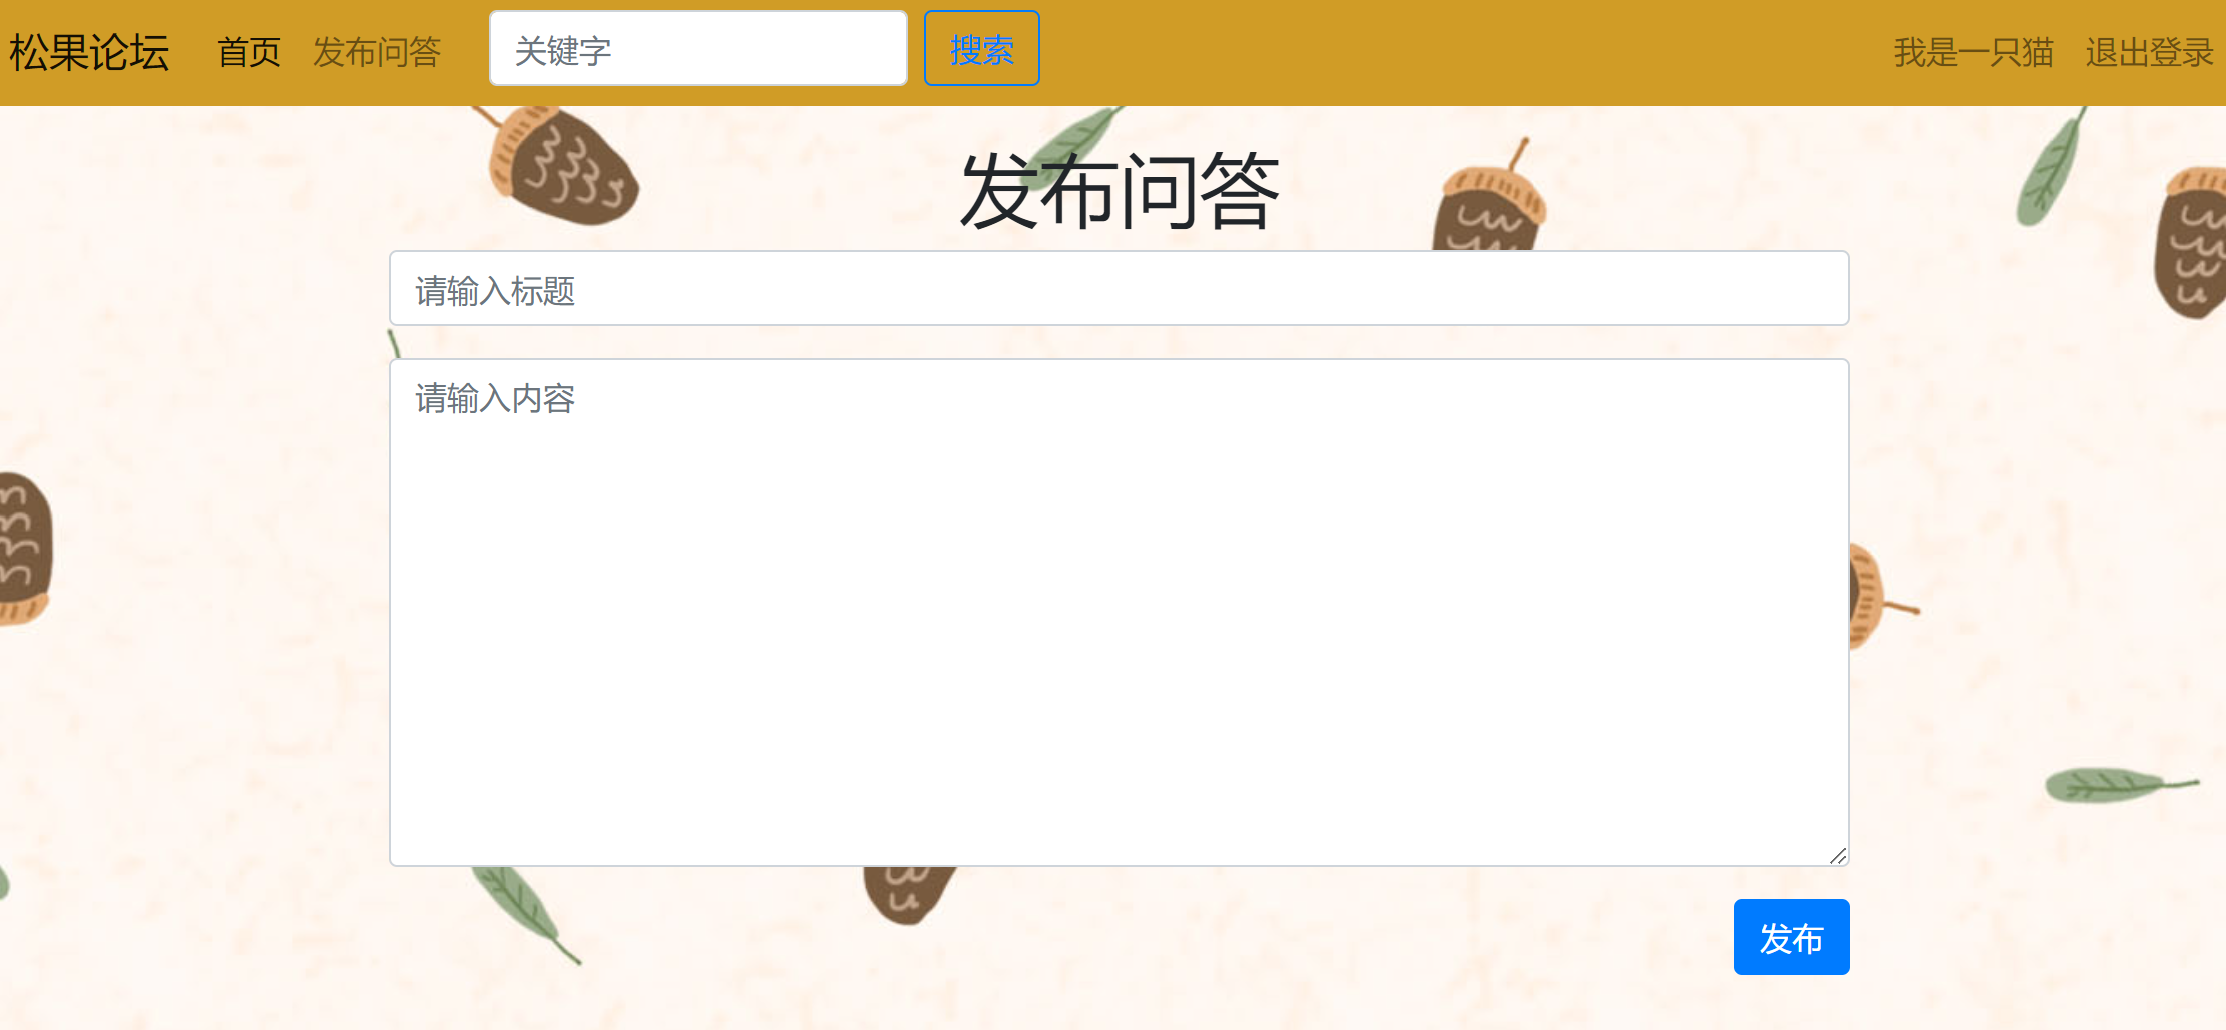 松果论坛 首页 发布问答 关键字 搜索 我是一只猫 退出登录
发布问答
请输入标题
请输入内容
发布